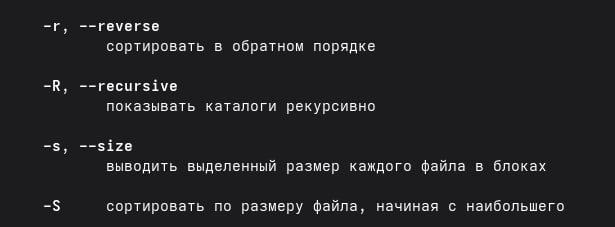 -r, --reverse
сортировать в обратном порядке
-R, --recursive
показывать каталоги рекурсивно
-s, --size
выводить выделенный размер каждого файла в блоках
-S сортировать по размеру файла, начиная с наибольшего